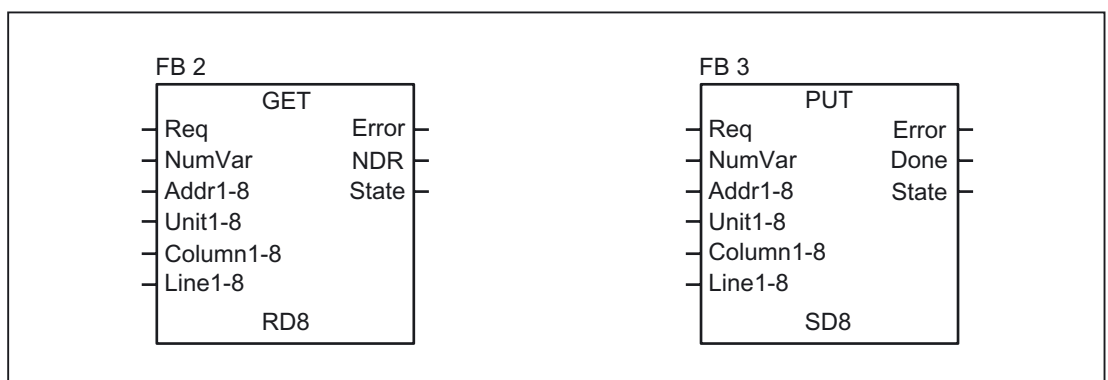 FB 2
GET
Req Error
NumVar NDR
Addr1-8 State
Unit1-8
Column1-8
Line1-8
RD8
FB 3
PUT
Req Error
NumVar Done
Addr1-8 State
Unit1-8
Column1-8
Line1-8
SD8